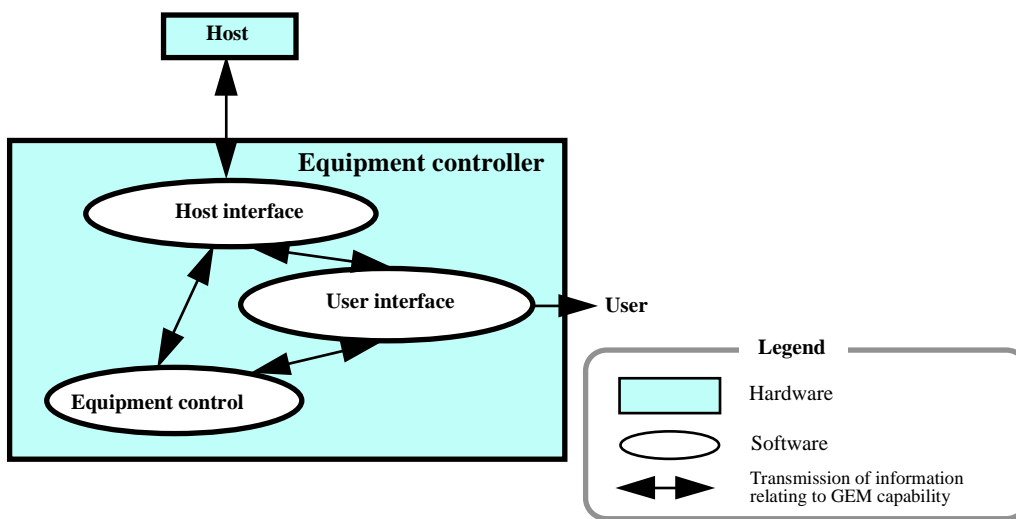 Host
Equipment controller
Host interface
User interface
User
Equipment control
Legend
Hardware
Software
Transmission of information
relating to GEM capability